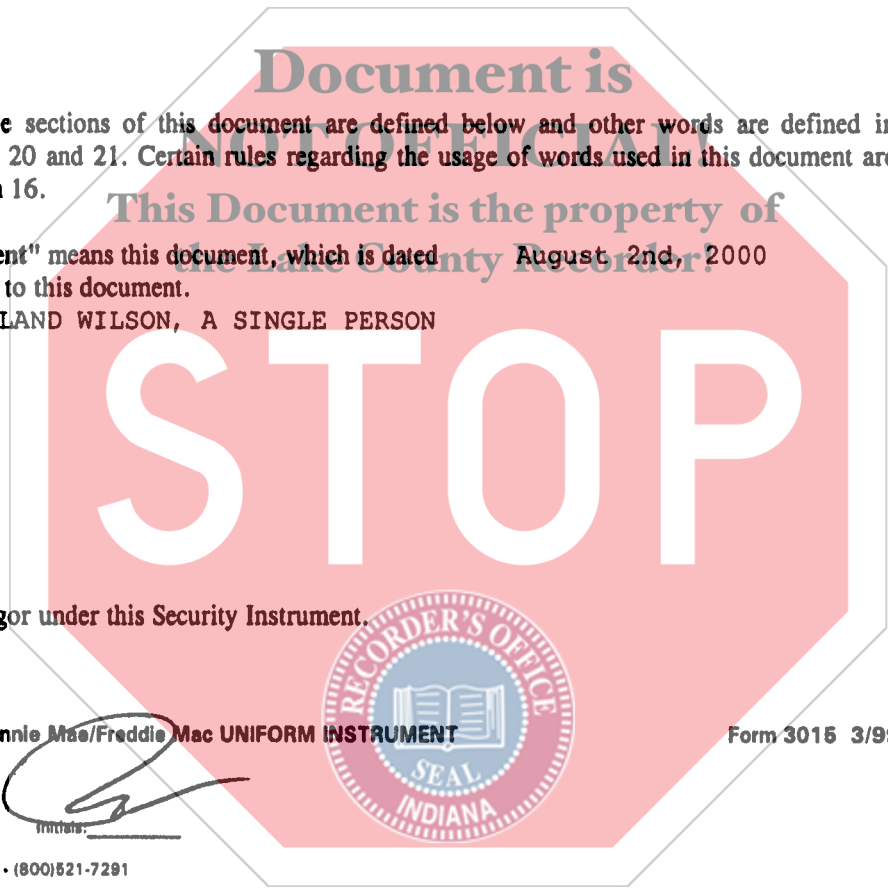 Document is
e sections of this document are defined below and other words are defined in
NOT OFFICIAL
20 and 21. Certain rules regarding the usage of words used in this document are
16.
This Document is the property of
ent" means this document, which is dated August 2nd, 2000
the Lake County Recorder!
to this document.
LAND WILSON, A SINGLE PERSON
STOP
gor under this Security Instrument.
RECORDER'S OFFICE
SEAL
INDIANA
nnie Mae/Freddie Mac UNIFORM INSTRUMENT Form 3015 3/99
Initials:
• (800)521-7291